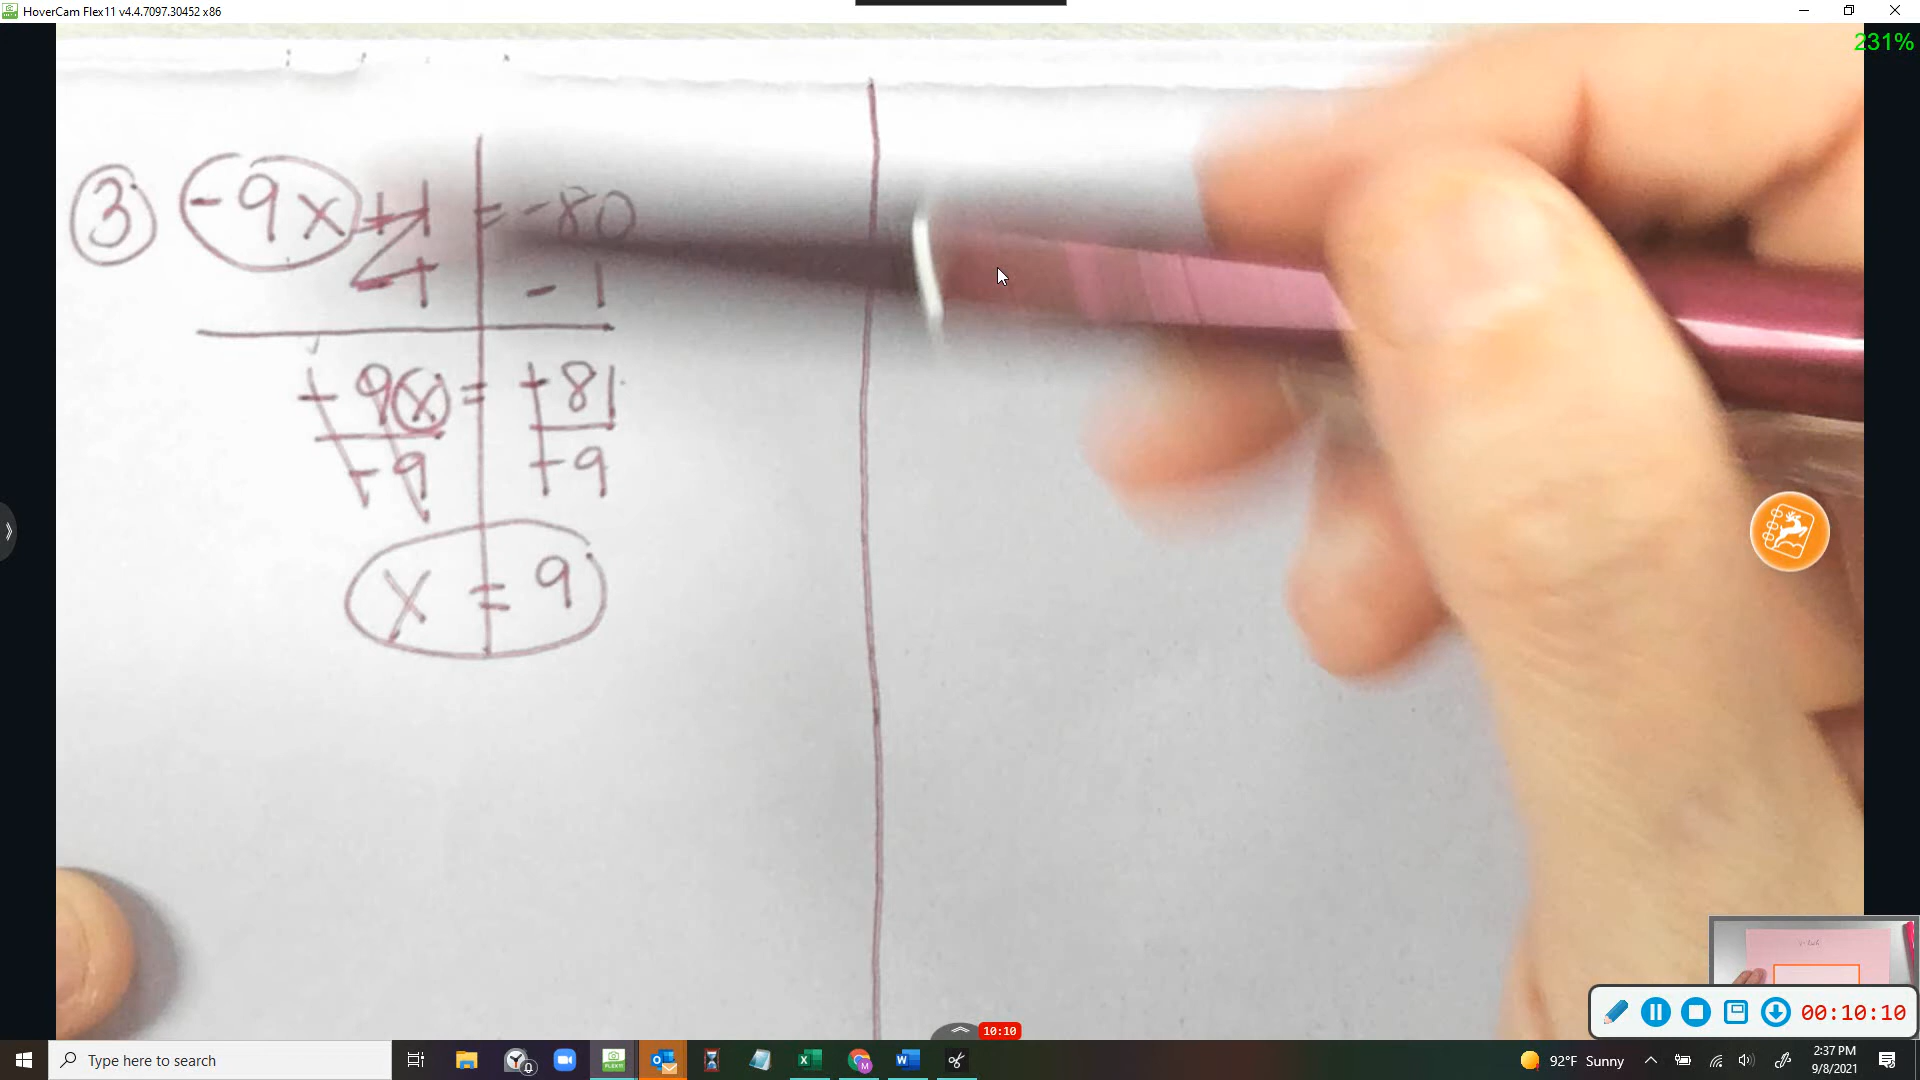 HoverCam Flex11 v4.4.7097.30452 x86
231%
③ -9x+1 = -80
-1 -1
-9x = -81
-9 -9
x = 9
00:10:10
10:10
Type here to search
92°F Sunny
2:37 PM
9/8/2021